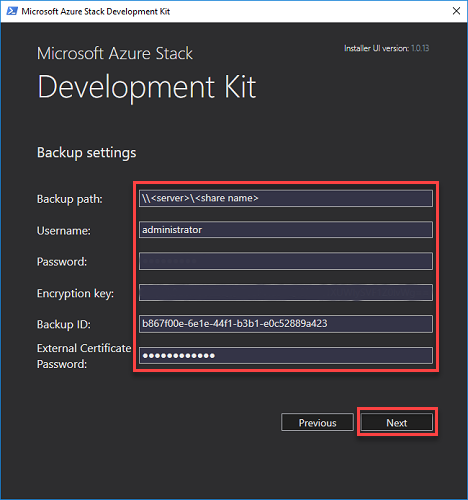 Microsoft Azure Stack Development Kit
Microsoft Azure Stack
Installer UI version: 1.0.13
Development Kit
Backup settings
Backup path: \\<server>\<share name>
Username: administrator
Password:
Encryption key:
Backup ID: b867f00e-6e1e-44f1-b3b1-e0c52889a423
External Certificate
Password: ●●●●●●●●●●●●
Previous Next